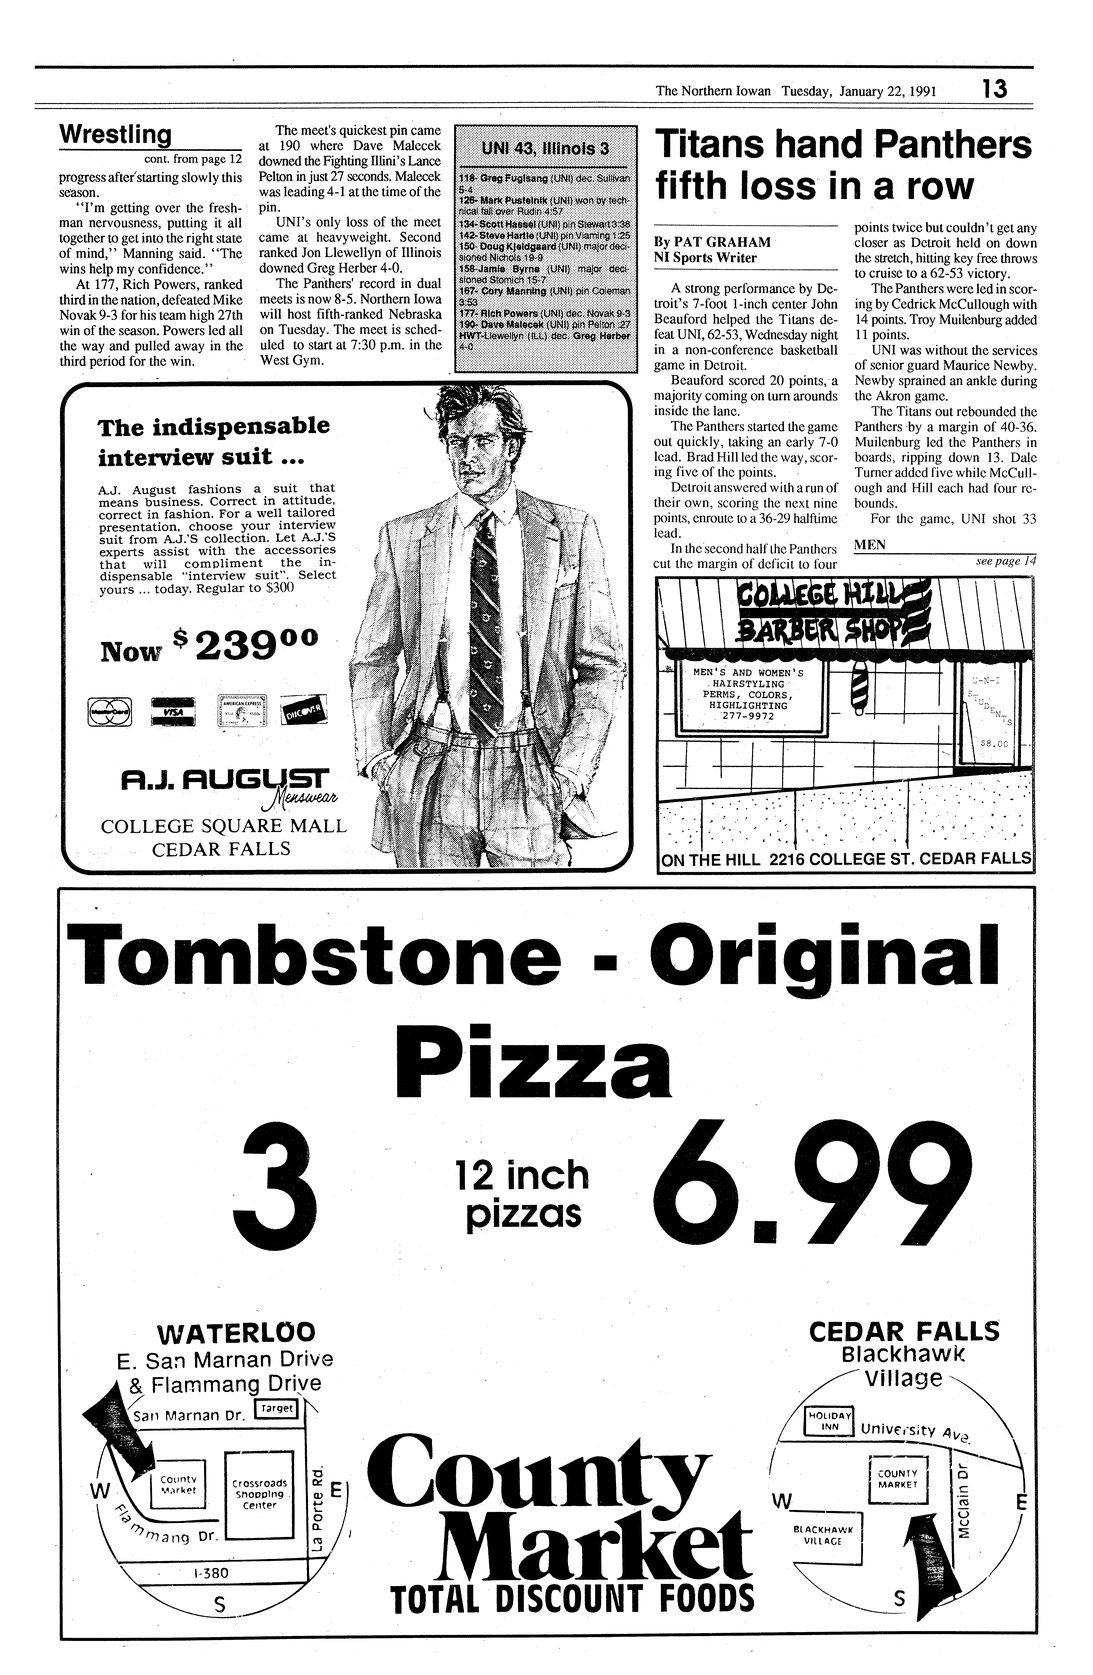 The Northern Iowan Tuesday, January 22, 1991 13
Wrestling
cont. from page 12
progress after starting slowly this
season.
"I'm getting over the fresh-
man nervousness, putting it all
together to get into the right state
of mind," Manning said. "The
wins help my confidence."
At 177, Rich Powers, ranked
third in the nation, defeated Mike
Novak 9-3 for his team high 27th
win of the season. Powers led all
the way and pulled away in the
third period for the win.
The meet's quickest pin came
at 190 where Dave Malecek
downed the Fighting Illini's Lance
Pelton in just 27 seconds. Malecek
was leading 4-1 at the time of the
pin.
UNI's only loss of the meet
came at heavyweight. Second
ranked Jon Llewellyn of Illinois
downed Greg Herber 4-0.
The Panthers' record in dual
meets is now 8-5. Northern Iowa
will host fifth-ranked Nebraska
on Tuesday. The meet is sched-
uled to start at 7:30 p.m. in the
West Gym.
UNI 43, Illinois 3
118- Greg Fuglsang (UNI) dec. Sullivan
5-4
126- Mark Pustelnik (UNI) won by tech-
nical fall over Rudin 4:57
134- Scott Hassel (UNI) pin Stewart 3:38
142- Steve Hartle (UNI) pin Vlaming 1:25
150- Doug Kjeldgaard (UNI) major deci-
sioned Nichols 19-9
158-Jamie Byrne (UNI) major deci-
sioned Stomich 15-7
167- Cory Manning (UNI) pin Coleman
3:53
177- Rich Powers (UNI) dec. Novak 9-3
190- Dave Malecek (UNI) pin Pelton :27
HWT-Llewellyn (ILL) dec. Greg Herber
4-0
Titans hand Panthers
fifth loss in a row
By PAT GRAHAM
NI Sports Writer
A strong performance by De-
troit's 7-foot 1-inch center John
Beauford helped the Titans de-
feat UNI, 62-53, Wednesday night
in a non-conference basketball
game in Detroit.
Beauford scored 20 points, a
majority coming on turn arounds
inside the lane.
The Panthers started the game
out quickly, taking an early 7-0
lead. Brad Hill led the way, scor-
ing five of the points.
Detroit answered with a run of
their own, scoring the next nine
points, enroute to a 36-29 halftime
lead.
In the second half the Panthers
cut the margin of deficit to four
points twice but couldn't get any
closer as Detroit held on down
the stretch, hitting key free throws
to cruise to a 62-53 victory.
The Panthers were led in scor-
ing by Cedrick McCullough with
14 points. Troy Muilenburg added
11 points.
UNI was without the services
of senior guard Maurice Newby.
Newby sprained an ankle during
the Akron game.
The Titans out rebounded the
Panthers by a margin of 40-36.
Muilenburg led the Panthers in
boards, ripping down 13. Dale
Turner added five while McCull-
ough and Hill each had four re-
bounds.
For the game, UNI shot 33
MEN
see page 14
The indispensable
interview suit ...
A.J. August fashions a suit that
means business. Correct in attitude,
correct in fashion. For a well tailored
presentation, choose your interview
suit from A.J.'S collection. Let A.J.'S
experts assist with the accessories
that will compliment the in-
dispensable "interview suit". Select
yours ... today. Regular to $300
Now $239⁰⁰
MasterCard
VISA
AMERICAN EXPRESS
DISCOVER
A.J. AUGUST
Menswear
COLLEGE SQUARE MALL
CEDAR FALLS
COLLEGE HILL
BARBER SHOP
MEN'S AND WOMEN'S
HAIRSTYLING
PERMS, COLORS,
HIGHLIGHTING
277-9972
U-N-I
STUDENTS
$8.00
ON THE HILL 2216 COLLEGE ST. CEDAR FALLS
Tombstone - Original
Pizza
3
12 inch
pizzas
6.99
WATERLOO
E. San Marnan Drive
& Flammang Drive
San Marnan Dr.
Target
County
Market
Crossroads
Shopping
Center
W
E
La Porte Rd.
Flammang Dr.
I-380
S
County
Market
TOTAL DISCOUNT FOODS
CEDAR FALLS
Blackhawk
Village
HOLIDAY
INN
University Ave.
COUNTY
MARKET
McClain Dr
W
E
BLACKHAWK
VILLAGE
S